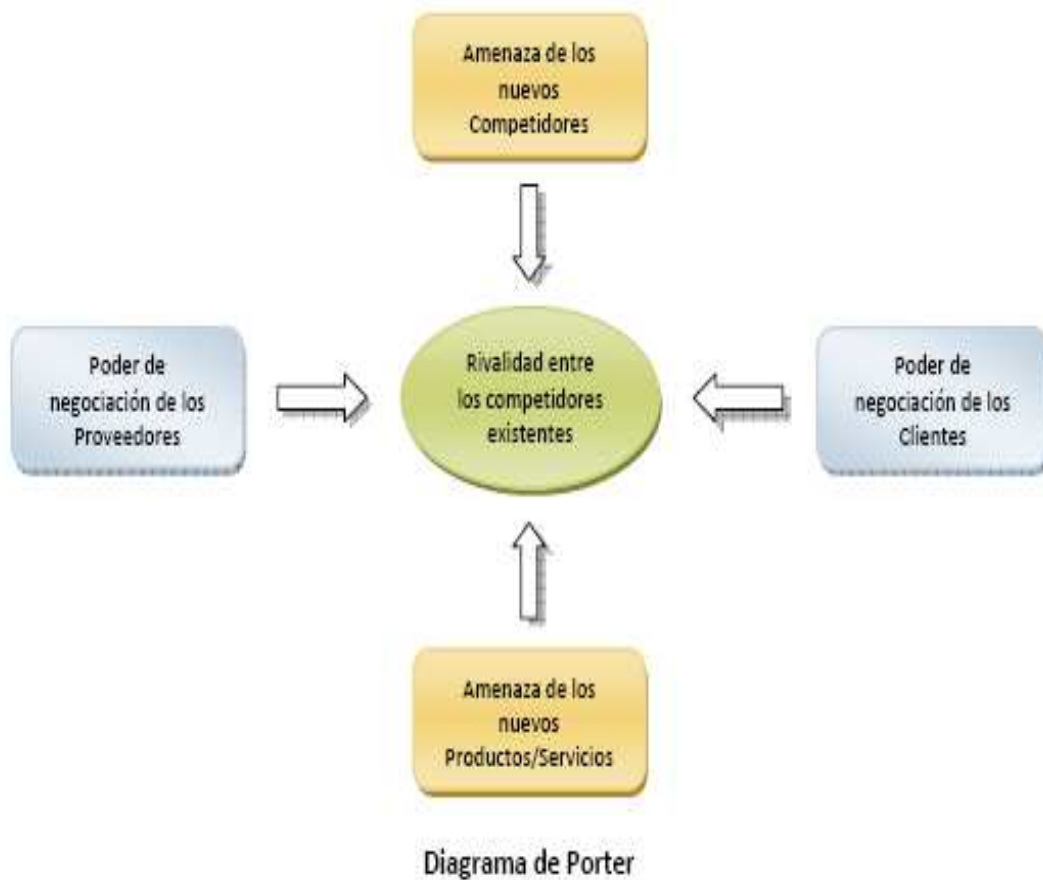 Amenaza de los
nuevos
Competidores
Poder de
negociación de los
Proveedores
Rivalidad entre
los competidores
existentes
Poder de
negociación de los
Clientes
Amenaza de los
nuevos
Productos/Servicios
Diagrama de Porter